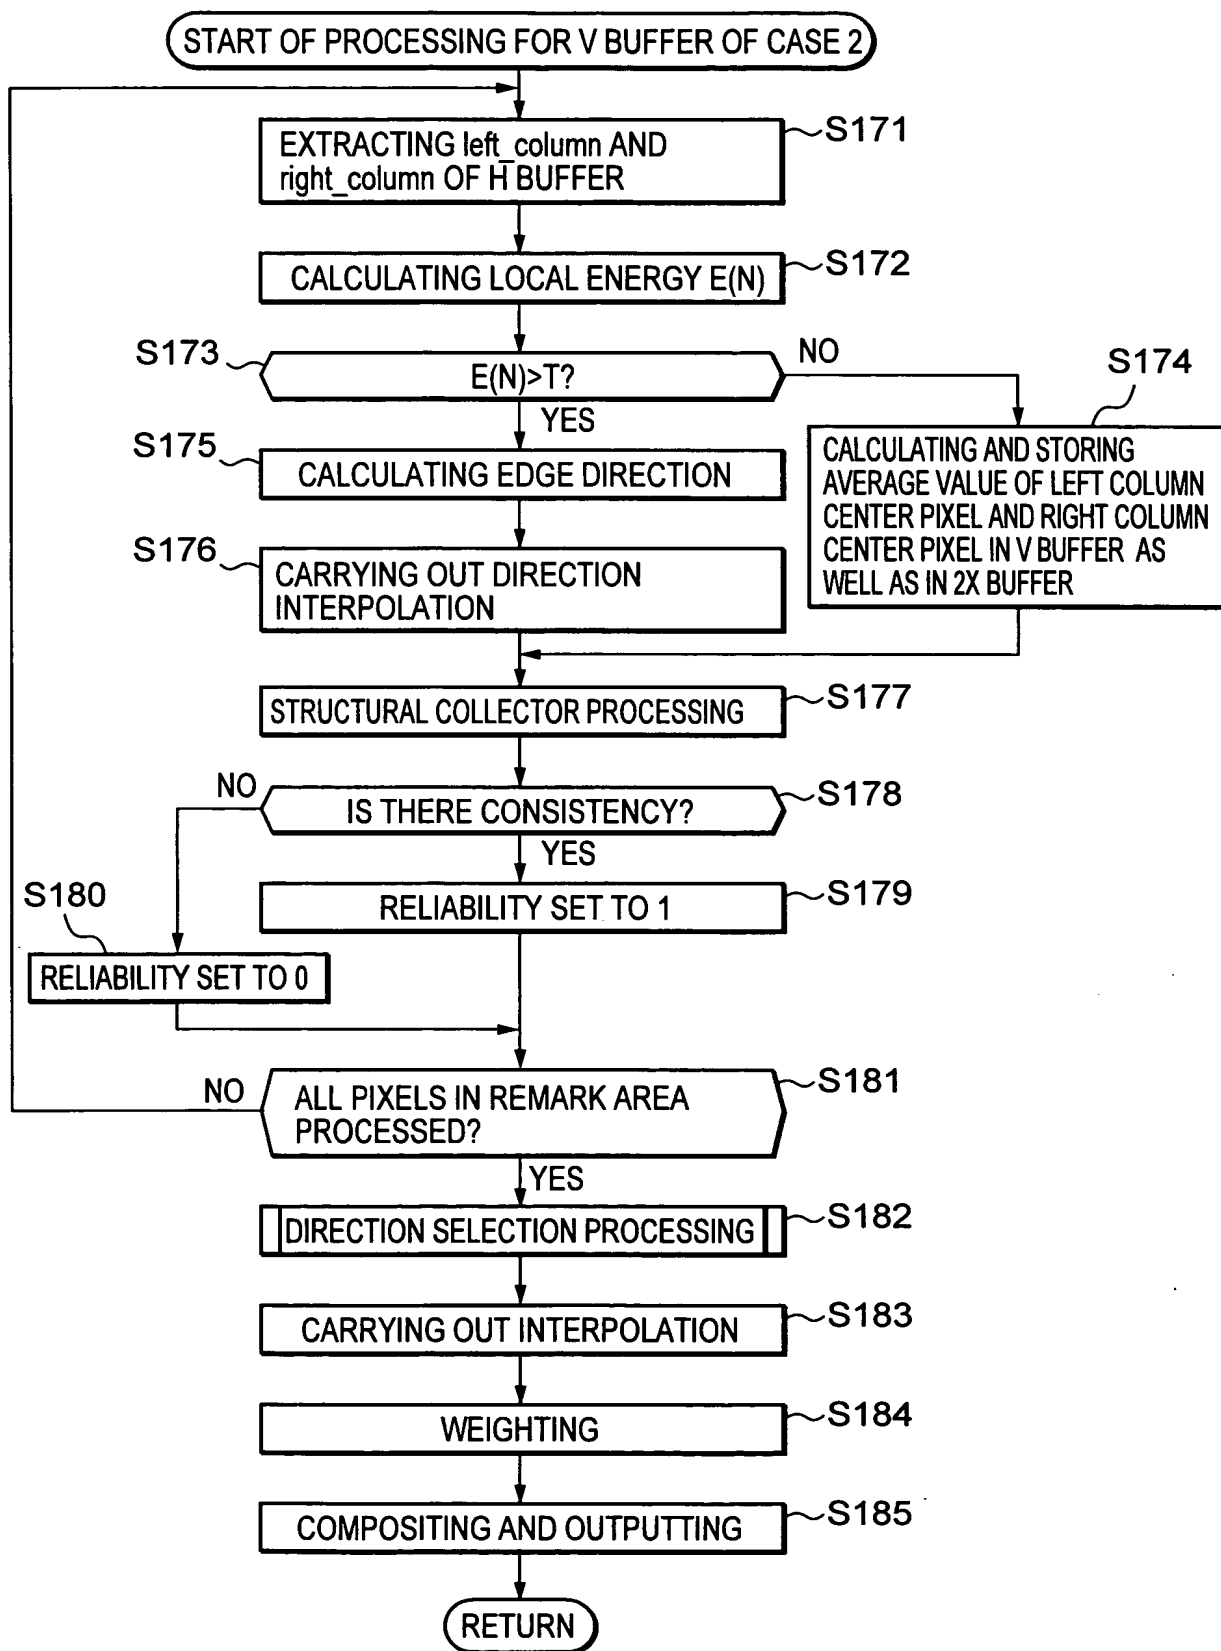 START OF PROCESSING FOR V BUFFER OF CASE 2
EXTRACTING left_column AND
right_column OF H BUFFER
S171
CALCULATING LOCAL ENERGY E(N)
S172
S173
E(N)>T?
NO
YES
S174
CALCULATING AND STORING
AVERAGE VALUE OF LEFT COLUMN
CENTER PIXEL AND RIGHT COLUMN
CENTER PIXEL IN V BUFFER AS
WELL AS IN 2X BUFFER
S175
CALCULATING EDGE DIRECTION
S176
CARRYING OUT DIRECTION
INTERPOLATION
STRUCTURAL COLLECTOR PROCESSING
S177
NO
IS THERE CONSISTENCY?
S178
YES
S180
RELIABILITY SET TO 1
S179
RELIABILITY SET TO 0
NO
ALL PIXELS IN REMARK AREA
PROCESSED?
S181
YES
DIRECTION SELECTION PROCESSING
S182
CARRYING OUT INTERPOLATION
S183
WEIGHTING
S184
COMPOSITING AND OUTPUTTING
S185
RETURN